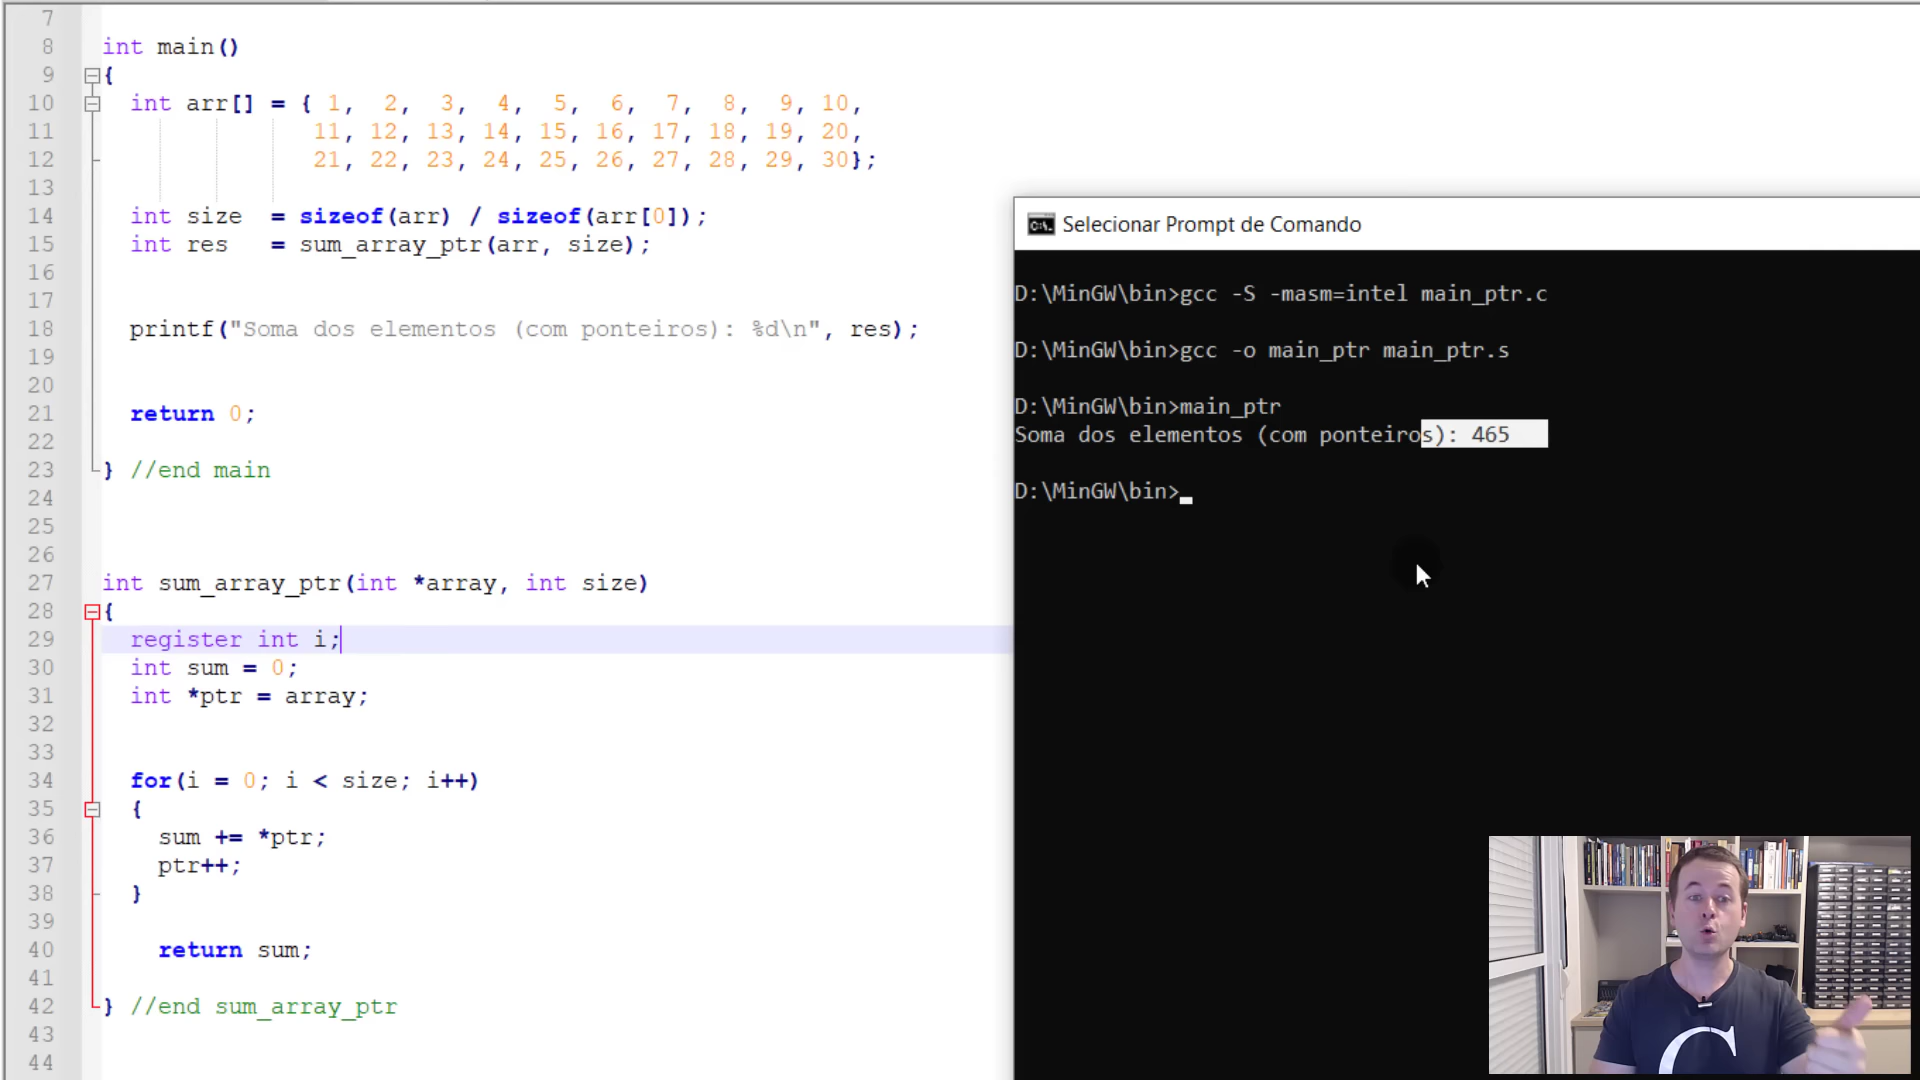 7
8 int main()
9 {
10 int arr[] = { 1, 2, 3, 4, 5, 6, 7, 8, 9, 10,
11 11, 12, 13, 14, 15, 16, 17, 18, 19, 20,
12 21, 22, 23, 24, 25, 26, 27, 28, 29, 30};
13
14 int size = sizeof(arr) / sizeof(arr[0]);
15 int res = sum_array_ptr(arr, size);
16
17
18 printf("Soma dos elementos (com ponteiros): %d\n", res);
19
20
21 return 0;
22
23 } //end main
24
25
26
27 int sum_array_ptr(int *array, int size)
28 {
29 register int i;
30 int sum = 0;
31 int *ptr = array;
32
33
34 for(i = 0; i < size; i++)
35 {
36 sum += *ptr;
37 ptr++;
38 }
39
40 return sum;
41
42 } //end sum_array_ptr
43
44
Selecionar Prompt de Comando
D:\MinGW\bin>gcc -S -masm=intel main_ptr.c
D:\MinGW\bin>gcc -o main_ptr main_ptr.s
D:\MinGW\bin>main_ptr
Soma dos elementos (com ponteiros): 465
D:\MinGW\bin>
C